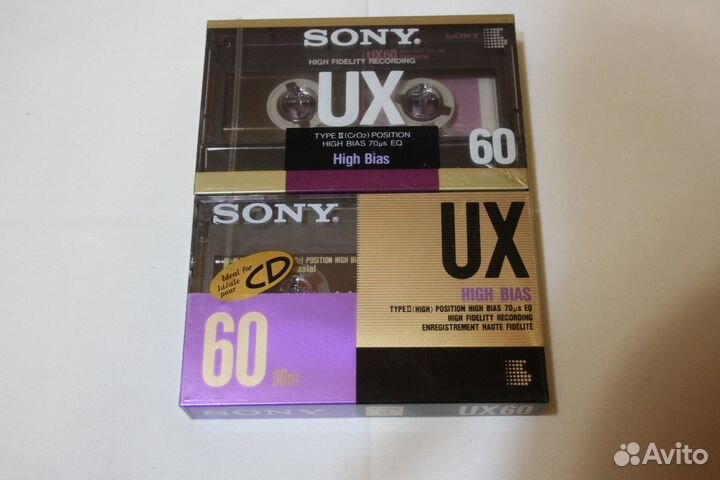 SONY.
HIGH FIDELITY RECORDING
UX60
UX
TYPE II (CrO2) POSITION
HIGH BIAS 70µs EQ
High Bias
60
SONY.
UX
Ideal for
Idéale
pour
CD
POSITION HIGH
axial
HIGH BIAS
TYPE II (HIGH) POSITION HIGH BIAS 70µs EQ
HIGH FIDELITY RECORDING
ENREGISTREMENT HAUTE FIDÉLITÉ
60
90m
SONY
UX60
Avito